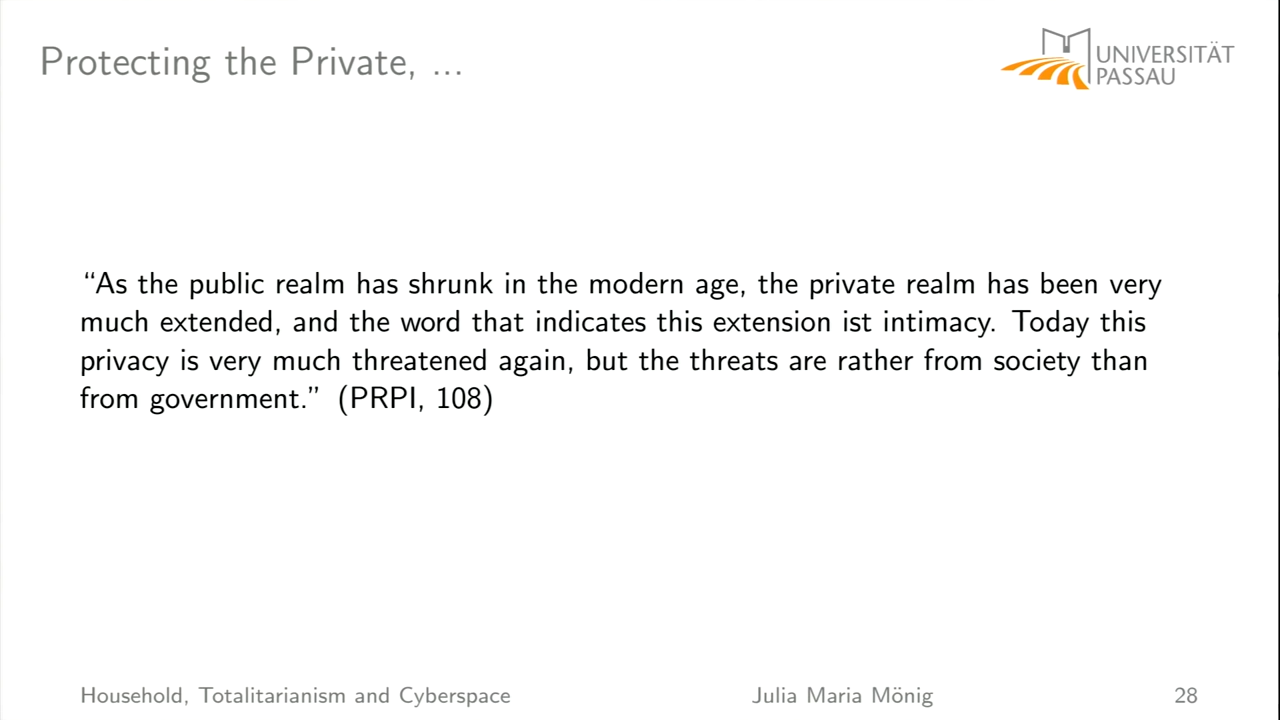 Protecting the Private, ...
UNIVERSITÄT
PASSAU
“As the public realm has shrunk in the modern age, the private realm has been very
much extended, and the word that indicates this extension ist intimacy. Today this
privacy is very much threatened again, but the threats are rather from society than
from government.” (PRPI, 108)
Household, Totalitarianism and Cyberspace
Julia Maria Mönig
28